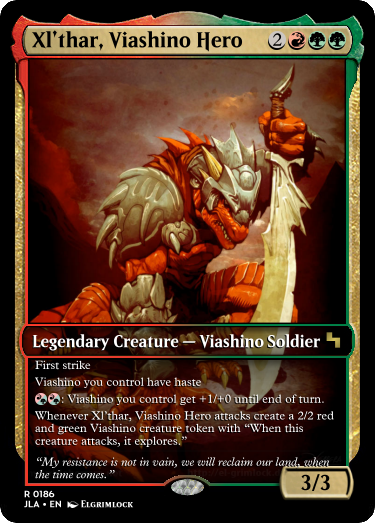 Xl'thar, Viashino Hero 2
Legendary Creature — Viashino Soldier
First strike
Viashino you control have haste
: Viashino you control get +1/+0 until end of turn.
Whenever Xl'thar, Viashino Hero attacks create a 2/2 red
and green Viashino creature token with “When this
creature attacks, it explores.”
“My resistance is not in vain, we will reclaim our land, when
the time comes.”
3/3
R 0186
JLA • EN ELGRIMLOCK